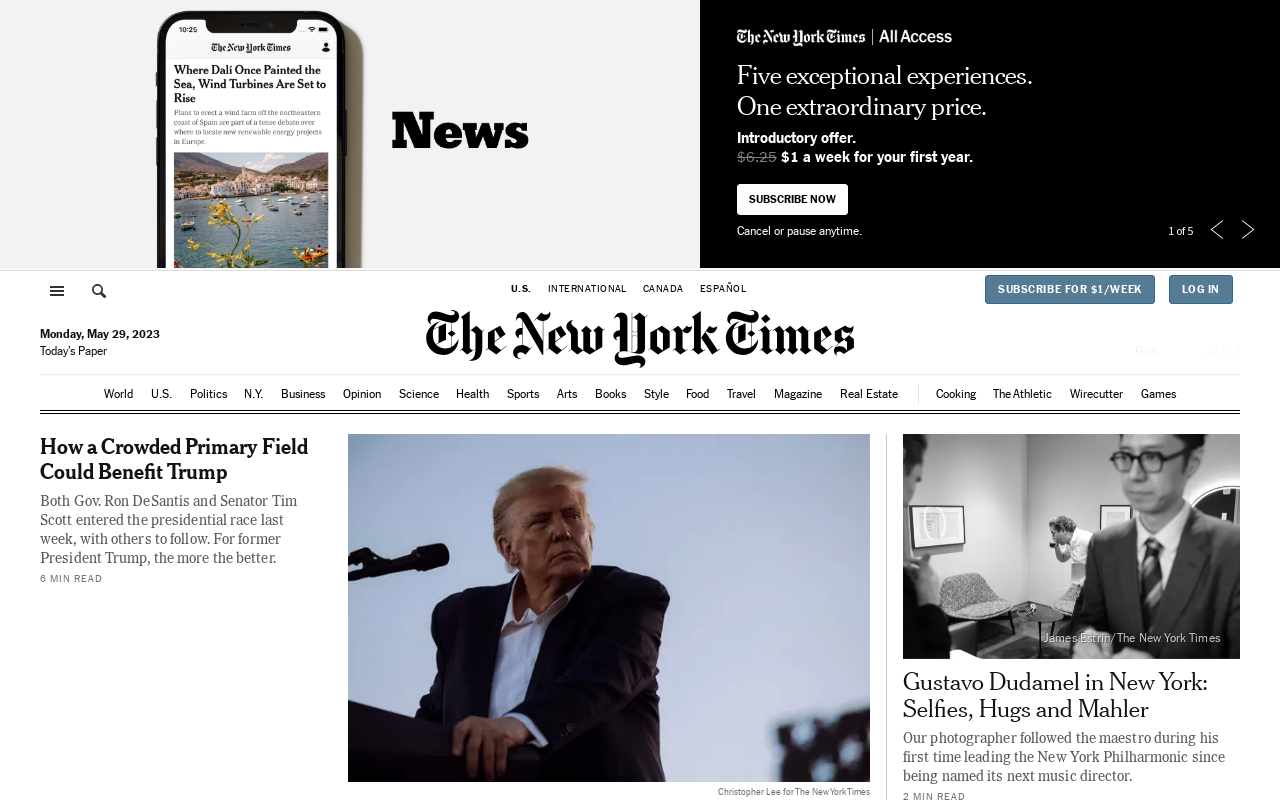 10:25
The New York Times
Where Dalí Once Painted the
Sea, Wind Turbines Are Set to
Rise
Plans to erect a wind farm off the northeastern
coast of Spain are part of a tense debate over
where to locate new renewable energy projects
in Europe.
News
The New York Times | All Access
Five exceptional experiences.
One extraordinary price.
Introductory offer.
$6.25 $1 a week for your first year.
SUBSCRIBE NOW
Cancel or pause anytime.
1 of 5
U.S. INTERNATIONAL CANADA ESPAÑOL
SUBSCRIBE FOR $1/WEEK
LOG IN
The New York Times
Monday, May 29, 2023
Today's Paper
Dow
World U.S. Politics N.Y. Business Opinion Science Health Sports Arts Books Style Food Travel Magazine Real Estate Cooking The Athletic Wirecutter Games
How a Crowded Primary Field
Could Benefit Trump
Both Gov. Ron DeSantis and Senator Tim
Scott entered the presidential race last
week, with others to follow. For former
President Trump, the more the better.
6 MIN READ
Christopher Lee for The New York Times
James Estrin/The New York Times
Gustavo Dudamel in New York:
Selfies, Hugs and Mahler
Our photographer followed the maestro during his
first time leading the New York Philharmonic since
being named its next music director.
2 MIN READ